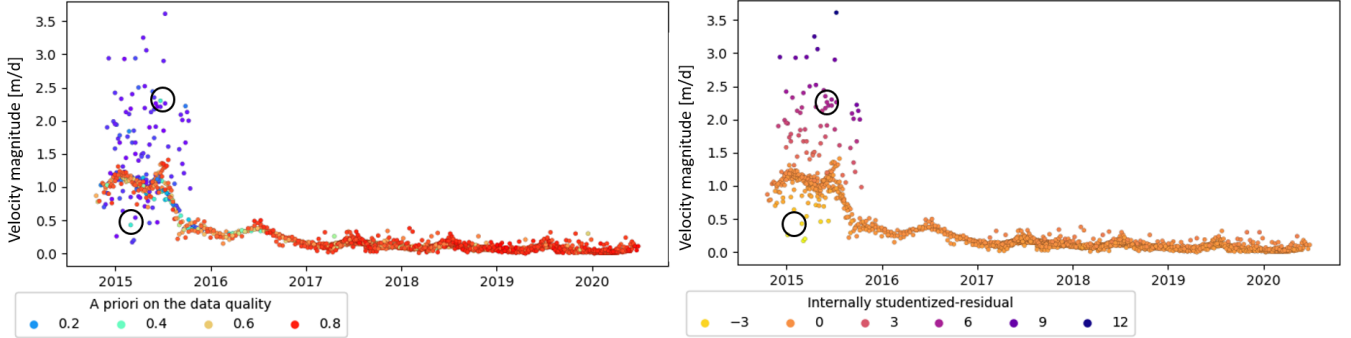 Velocity magnitude [m/d]
3.5
3.0
2.5
2.0
1.5
1.0
0.5
0.0
2015 2016 2017 2018 2019 2020
A priori on the data quality
0.2 0.4 0.6 0.8
Velocity magnitude [m/d]
3.5
3.0
2.5
2.0
1.5
1.0
0.5
0.0
2015 2016 2017 2018 2019 2020
Internally studentized-residual
−3 0 3 6 9 12